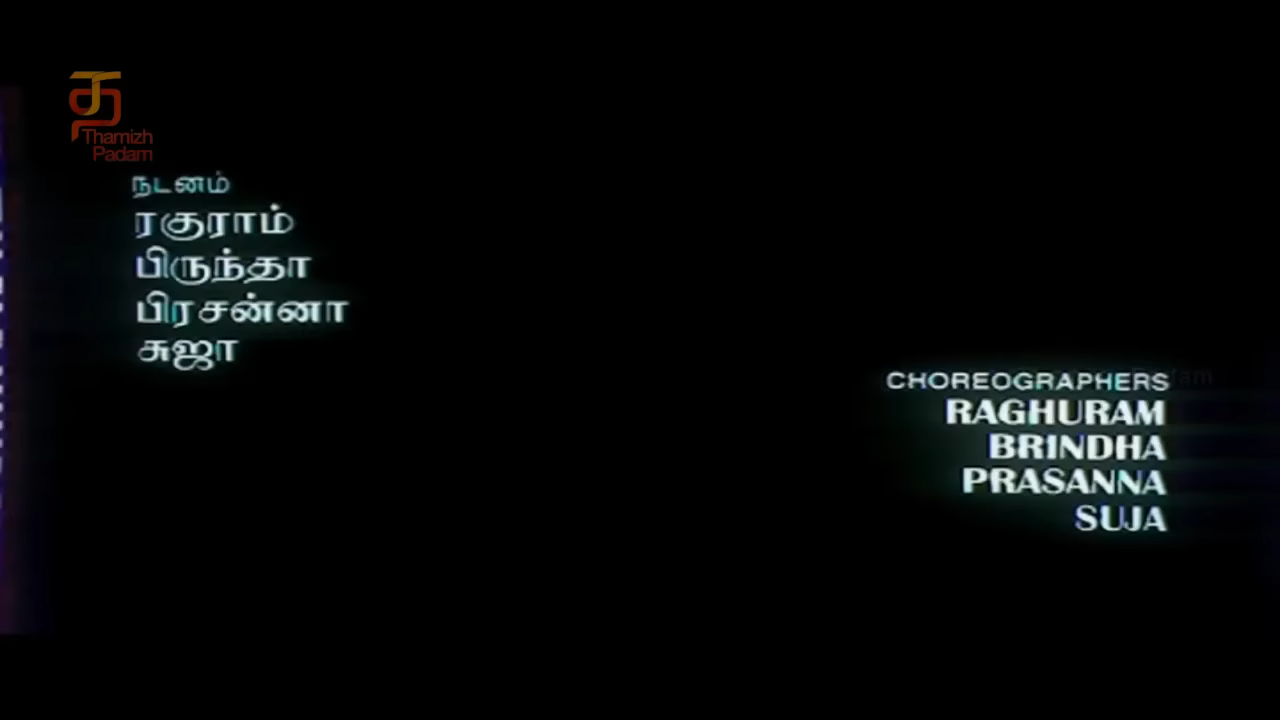 Thamizh
Padam
நடனம்
ரகுராம்
பிருந்தா
பிரசன்னா
சுஜா
CHOREOGRAPHERS
RAGHURAM
BRINDHA
PRASANNA
SUJA